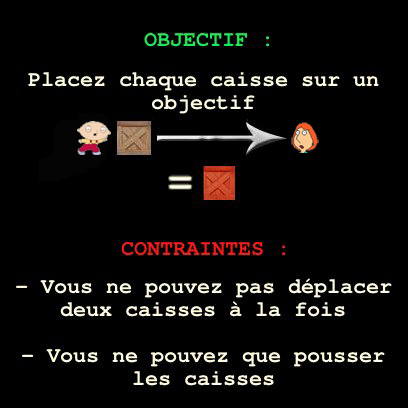 OBJECTIF :
Placez chaque caisse sur un
objectif
=
CONTRAINTES :
– Vous ne pouvez pas déplacer
deux caisses à la fois
– Vous ne pouvez que pousser
les caisses